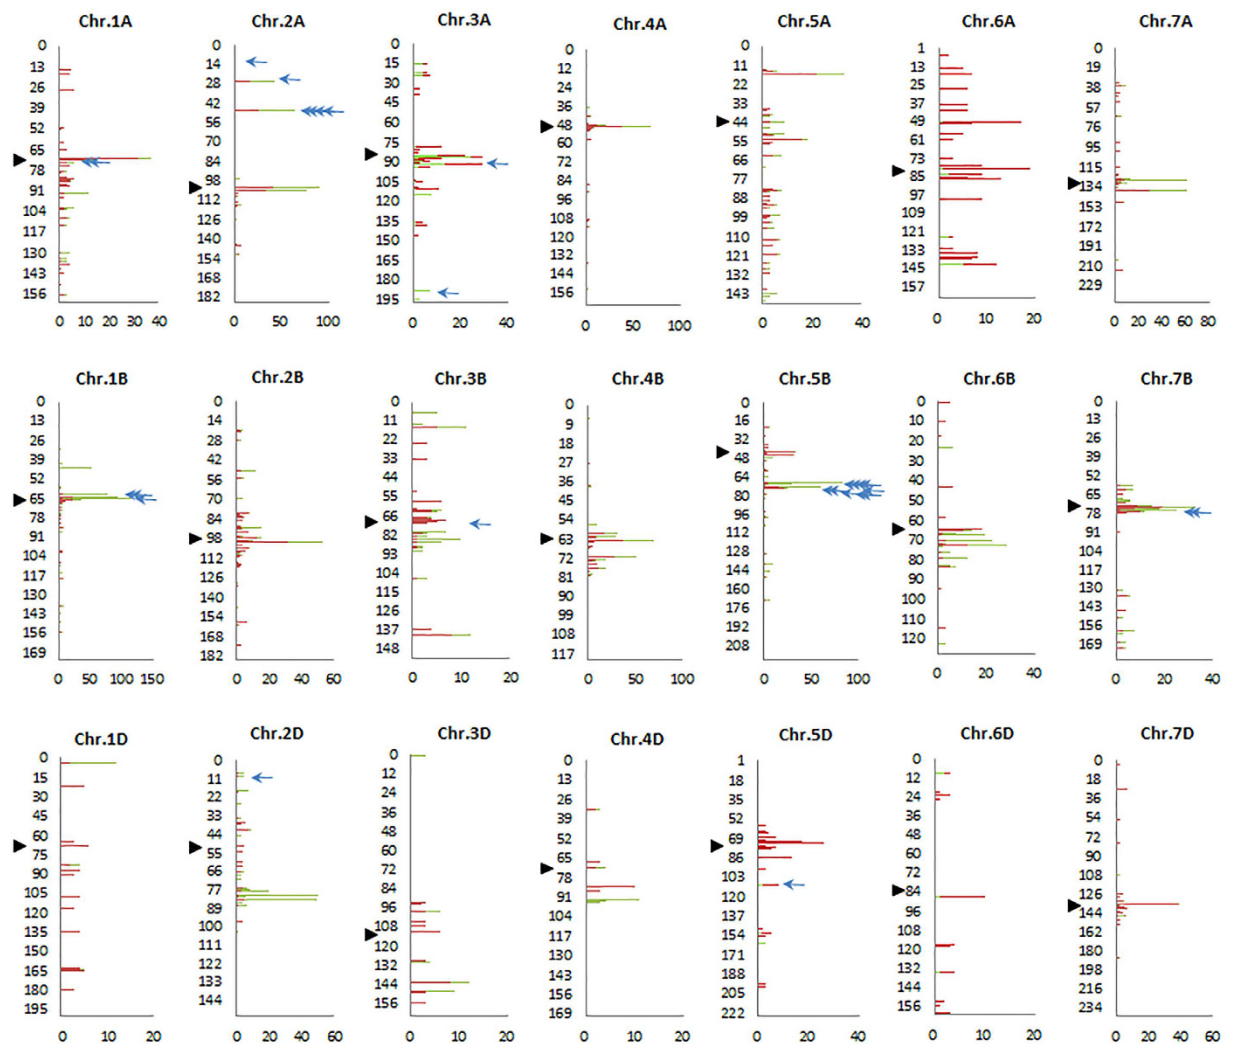 Chr.1A Chr.2A Chr.3A Chr.4A Chr.5A Chr.6A Chr.7A
0 0 0 0 0 1 0
13 14 15 12 11 13 19
26 28 30 24 22 25 38
39 42 45 36 33 37 57
52 56 60 48 44 49 76
65 70 75 60 55 61 95
78 84 90 72 66 73 115
91 98 105 84 77 85 134
104 112 120 96 88 97 153
117 126 135 108 99 109 172
130 140 150 120 110 121 191
143 154 165 132 121 133 210
156 168 180 144 132 145 229
182 195 156 143 157
0 10 20 30 40 0 50 100 0 20 40 0 50 100 0 20 40 0 10 20 0 20 40 60 80
Chr.1B Chr.2B Chr.3B Chr.4B Chr.5B Chr.6B Chr.7B
0 0 0 0 0 0 0
13 14 11 9 16 10 13
26 28 22 18 32 20 26
39 42 33 27 48 30 39
52 56 44 36 64 40 52
65 70 55 45 80 50 65
78 84 66 54 96 60 78
91 98 82 63 112 70 91
104 112 93 72 128 80 104
117 126 104 81 144 90 117
130 140 115 90 160 100 130
143 154 126 99 176 110 143
156 168 137 108 192 120 156
169 182 148 117 208 169
0 50 100 150 0 20 40 60 0 10 20 0 50 100 0 50 100 0 10 20 30 40 0 20 40
Chr.1D Chr.2D Chr.3D Chr.4D Chr.5D Chr.6D Chr.7D
0 0 0 0 1 0 0
15 11 12 13 18 12 18
30 22 24 26 35 24 36
45 33 36 39 52 36 54
60 44 48 52 69 48 72
75 55 60 65 86 60 90
90 66 72 78 103 72 108
105 77 84 91 120 84 126
120 89 96 104 137 96 144
135 100 108 117 154 108 162
150 111 120 130 171 120 180
165 122 132 143 188 132 198
180 133 144 156 205 144 216
195 144 156 169 222 156 234
0 10 20 0 20 40 60 0 10 20 0 10 20 0 20 40 0 10 20 0 20 40 60